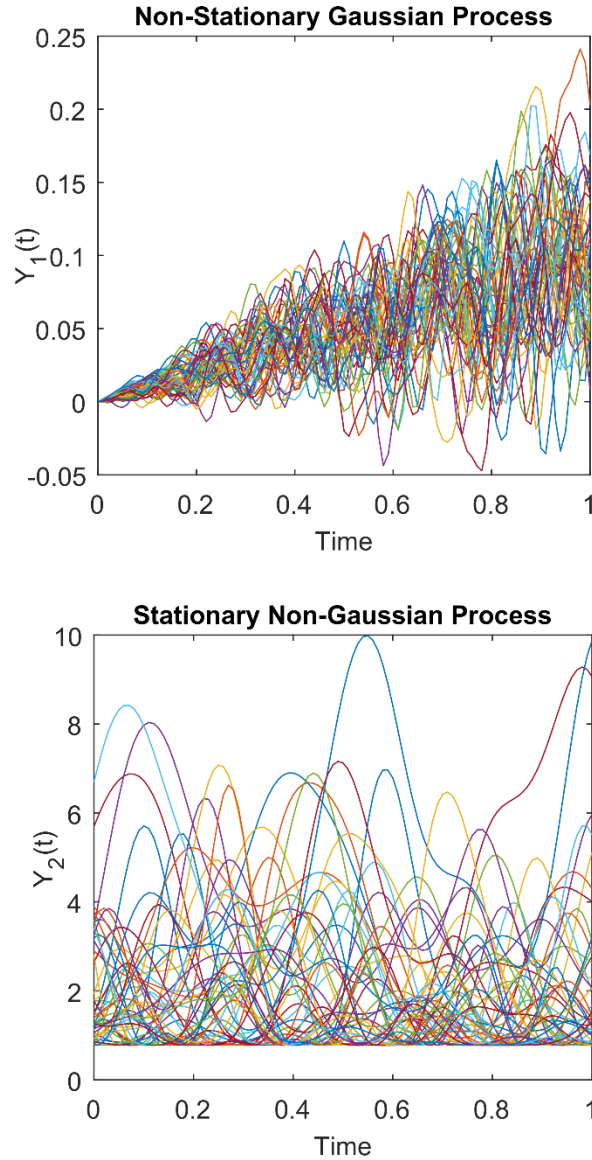 Non-Stationary Gaussian Process
0.25
0.2
0.15
0.1
0.05
0
-0.05
Y1(t)
0 0.2 0.4 0.6 0.8 1
Time
Stationary Non-Gaussian Process
10
8
6
4
2
0
Y2(t)
0 0.2 0.4 0.6 0.8 1
Time